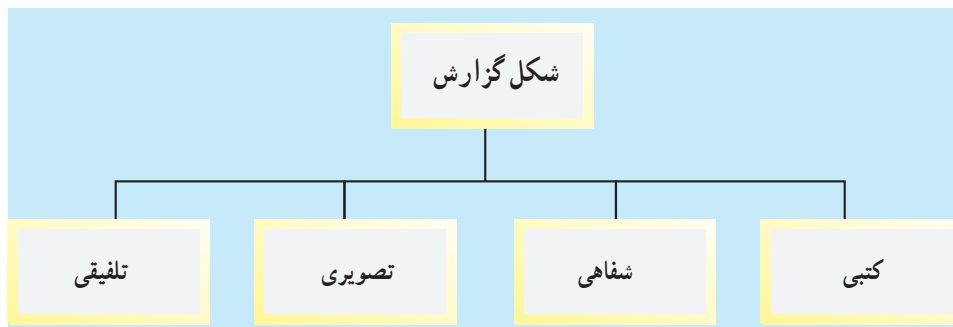 شکل گزارش
کتبی
شفاهی
تصویری
تلفیقی